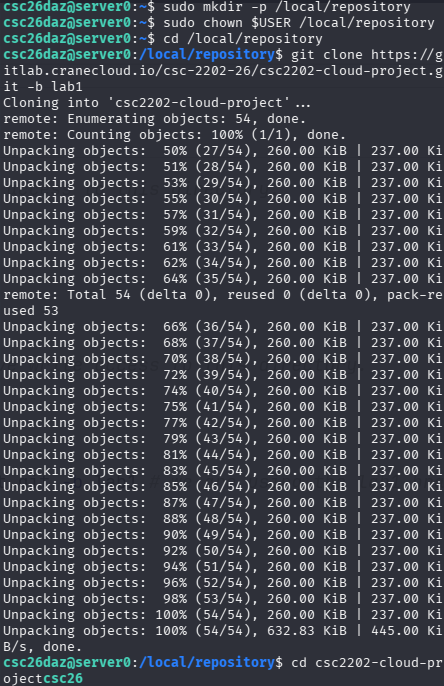 csc26daz@server0:~$ sudo mkdir -p /local/repository
csc26daz@server0:~$ sudo chown $USER /local/repository
csc26daz@server0:~$ cd /local/repository
csc26daz@server0:/local/repository$ git clone https://g
itlab.cranecloud.io/csc-2202-26/csc2202-cloud-project.g
it -b lab1
Cloning into 'csc2202-cloud-project'...
remote: Enumerating objects: 54, done.
remote: Counting objects: 100% (1/1), done.
Unpacking objects:  50% (27/54), 260.00 KiB | 237.00 Ki
Unpacking objects:  51% (28/54), 260.00 KiB | 237.00 Ki
Unpacking objects:  53% (29/54), 260.00 KiB | 237.00 Ki
Unpacking objects:  55% (30/54), 260.00 KiB | 237.00 Ki
Unpacking objects:  57% (31/54), 260.00 KiB | 237.00 Ki
Unpacking objects:  59% (32/54), 260.00 KiB | 237.00 Ki
Unpacking objects:  61% (33/54), 260.00 KiB | 237.00 Ki
Unpacking objects:  62% (34/54), 260.00 KiB | 237.00 Ki
Unpacking objects:  64% (35/54), 260.00 KiB | 237.00 Ki
remote: Total 54 (delta 0), reused 0 (delta 0), pack-re
used 53
Unpacking objects:  66% (36/54), 260.00 KiB | 237.00 Ki
Unpacking objects:  68% (37/54), 260.00 KiB | 237.00 Ki
Unpacking objects:  70% (38/54), 260.00 KiB | 237.00 Ki
Unpacking objects:  72% (39/54), 260.00 KiB | 237.00 Ki
Unpacking objects:  74% (40/54), 260.00 KiB | 237.00 Ki
Unpacking objects:  75% (41/54), 260.00 KiB | 237.00 Ki
Unpacking objects:  77% (42/54), 260.00 KiB | 237.00 Ki
Unpacking objects:  79% (43/54), 260.00 KiB | 237.00 Ki
Unpacking objects:  81% (44/54), 260.00 KiB | 237.00 Ki
Unpacking objects:  83% (45/54), 260.00 KiB | 237.00 Ki
Unpacking objects:  85% (46/54), 260.00 KiB | 237.00 Ki
Unpacking objects:  87% (47/54), 260.00 KiB | 237.00 Ki
Unpacking objects:  88% (48/54), 260.00 KiB | 237.00 Ki
Unpacking objects:  90% (49/54), 260.00 KiB | 237.00 Ki
Unpacking objects:  92% (50/54), 260.00 KiB | 237.00 Ki
Unpacking objects:  94% (51/54), 260.00 KiB | 237.00 Ki
Unpacking objects:  96% (52/54), 260.00 KiB | 237.00 Ki
Unpacking objects:  98% (53/54), 260.00 KiB | 237.00 Ki
Unpacking objects: 100% (54/54), 260.00 KiB | 237.00 Ki
Unpacking objects: 100% (54/54), 632.83 KiB | 445.00 Ki
B/s, done.
csc26daz@server0:/local/repository$ cd csc2202-cloud-pr
ojectcsc26